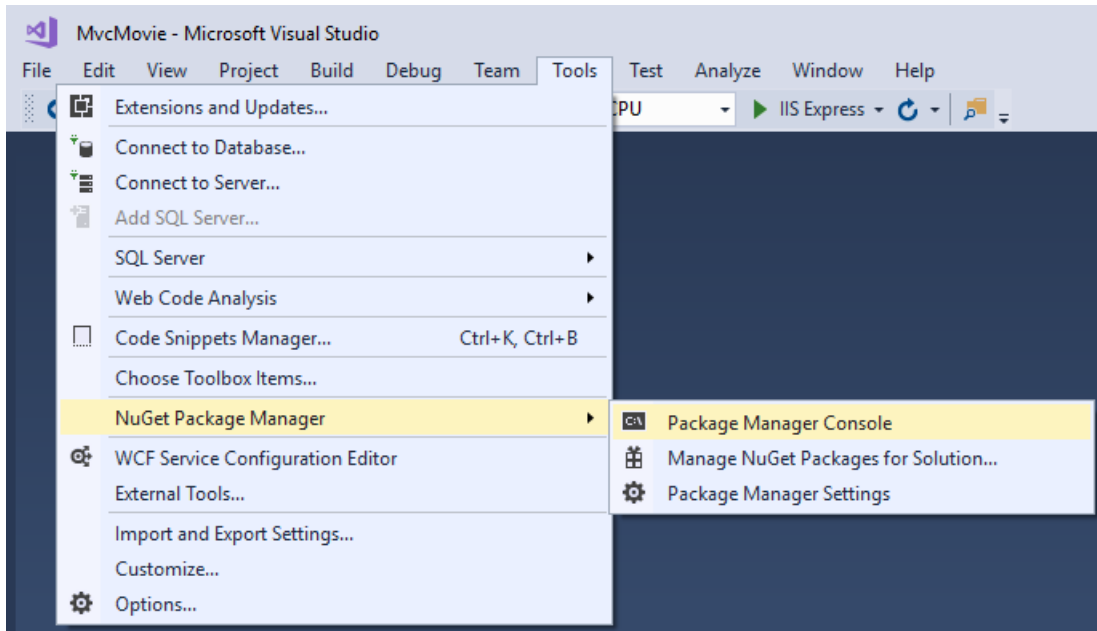 MvcMovie - Microsoft Visual Studio
File Edit View Project Build Debug Team Tools Test Analyze Window Help
IIS Express
Extensions and Updates...
Connect to Database...
Connect to Server...
Add SQL Server...
SQL Server
Web Code Analysis
Code Snippets Manager... Ctrl+K, Ctrl+B
Choose Toolbox Items...
NuGet Package Manager
Package Manager Console
WCF Service Configuration Editor
Manage NuGet Packages for Solution...
External Tools...
Package Manager Settings
Import and Export Settings...
Customize...
Options...